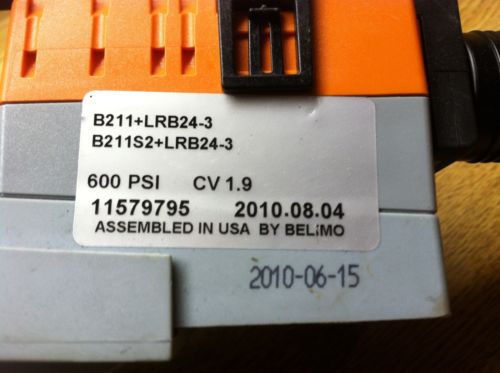 B211+LRB24-3
B211S2+LRB24-3
600 PSI CV 1.9
11579795 2010.08.04
ASSEMBLED IN USA BY BELIMO
2010-06-15